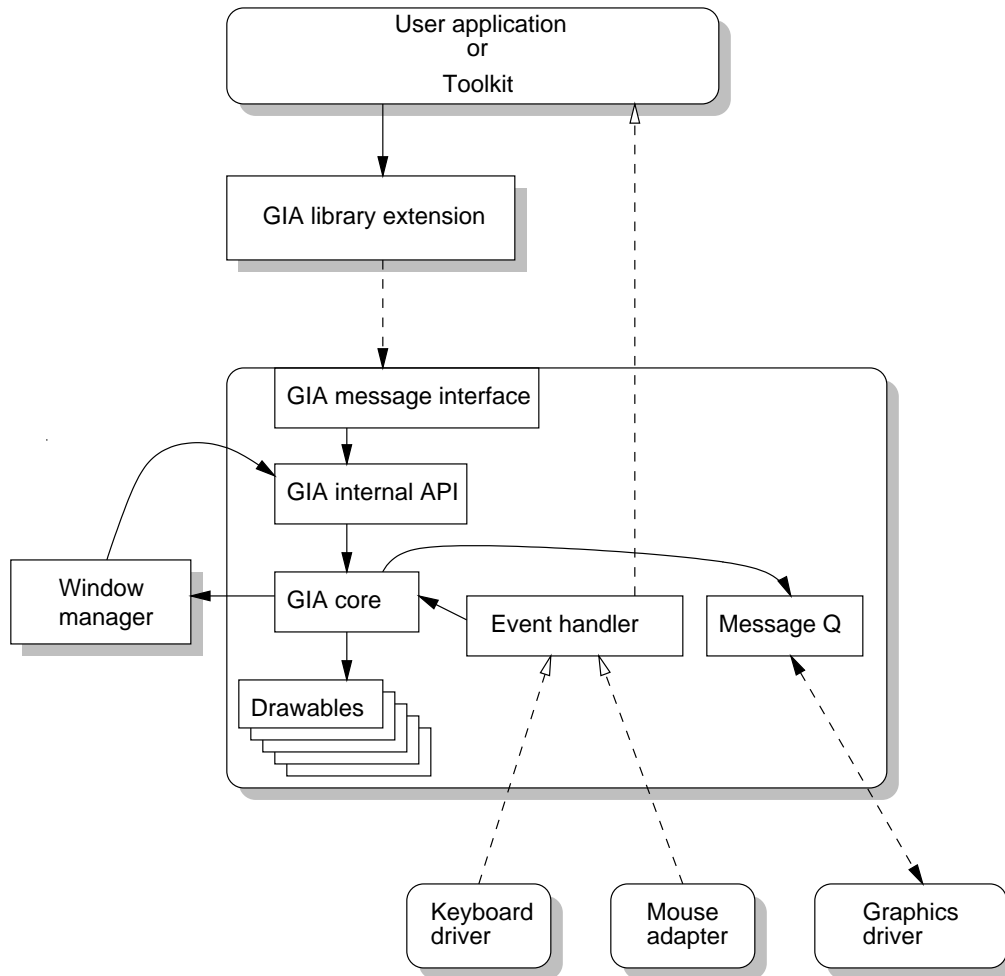 User application
or
Toolkit
GIA library extension
GIA message interface
GIA internal API
Window
manager
GIA core
Event handler
Message Q
Drawables
Keyboard
driver
Mouse
adapter
Graphics
driver